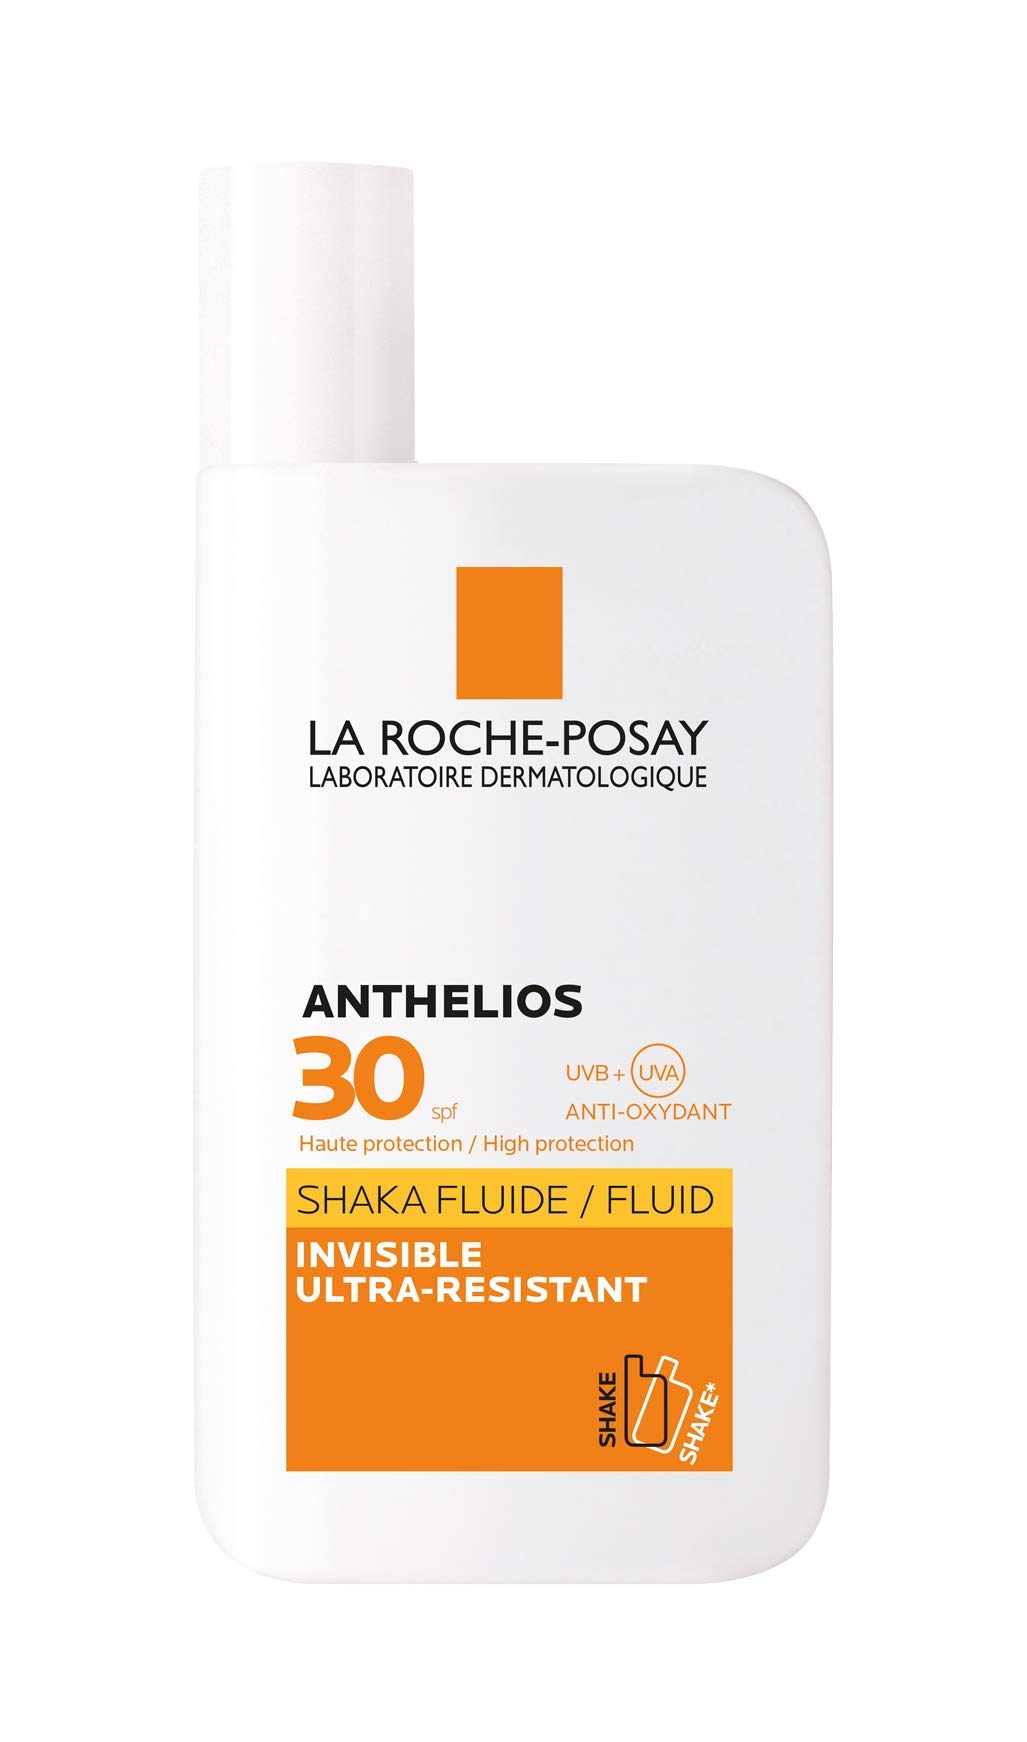 LA ROCHE-POSAY
LABORATOIRE DERMATOLOGIQUE
ANTHELIOS
30 spf
UVB + UVA
ANTI-OXYDANT
Haute protection / High protection
SHAKA FLUIDE / FLUID
INVISIBLE
ULTRA-RESISTANT
SHAKE
SHAKE*